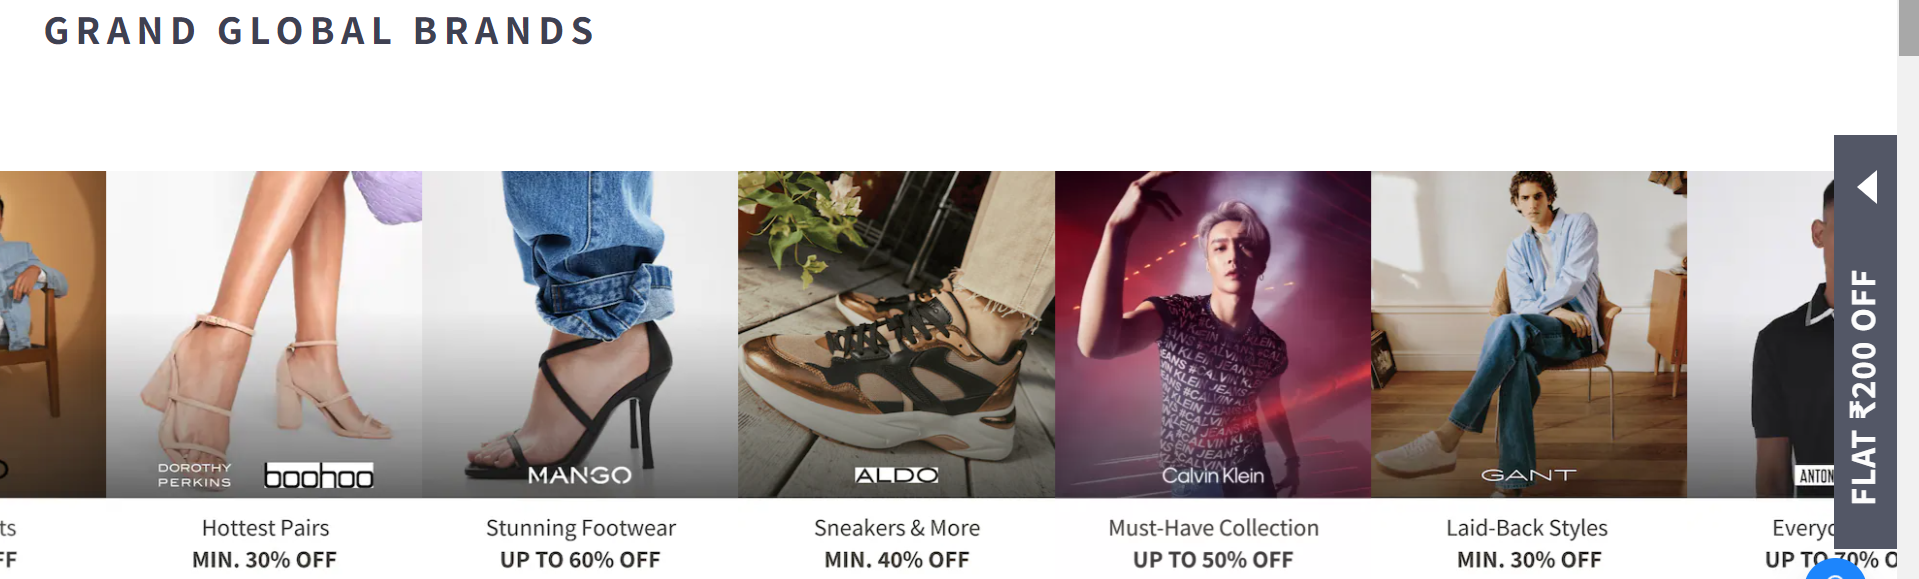 GRAND GLOBAL BRANDS
DOROTHY
PERKINS
boohoo
MANGO
ALDO
Calvin Klein
GANT
ANTON
FLAT ₹200 OFF
ts
FF
Hottest Pairs
MIN. 30% OFF
Stunning Footwear
UP TO 60% OFF
Sneakers & More
MIN. 40% OFF
Must-Have Collection
UP TO 50% OFF
Laid-Back Styles
MIN. 30% OFF
Everyd
UP TO 70% O